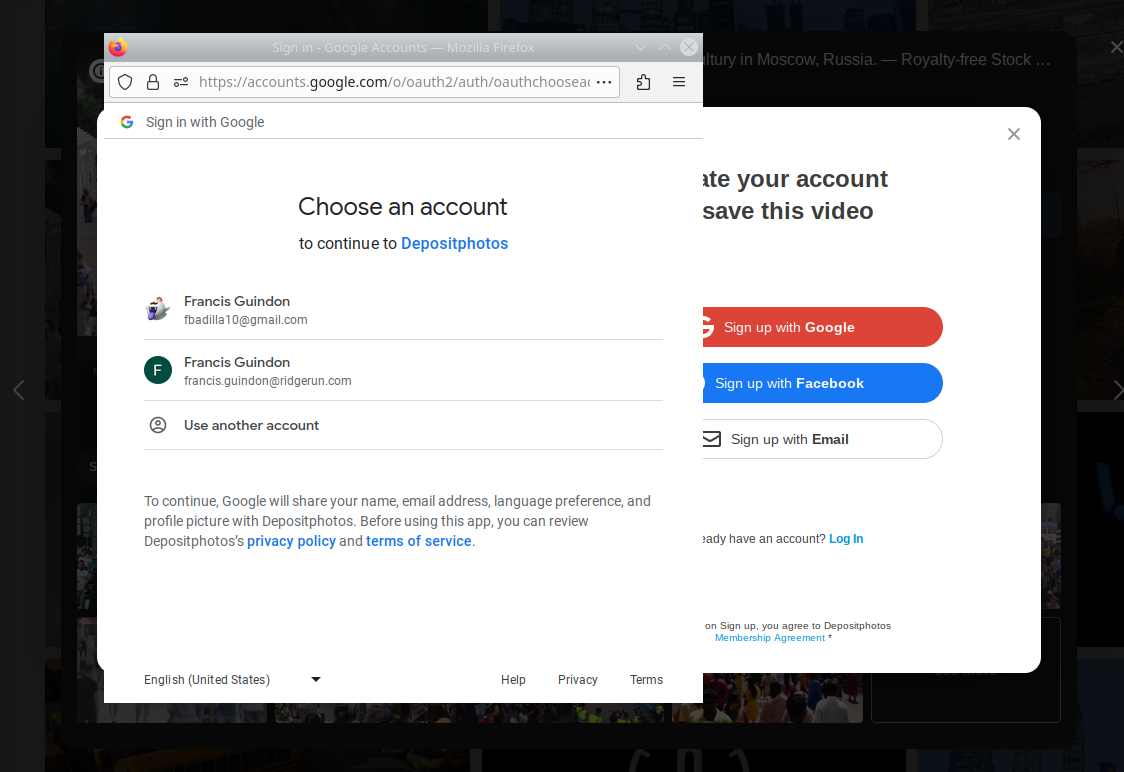 Sign in - Google Accounts — Mozilla Firefox
https://accounts.google.com/o/oauth2/auth/oauthchoosea
Sign in with Google
Choose an account
to continue to Depositphotos
Francis Guindon
fbadilla10@gmail.com
F
Francis Guindon
francis.guindon@ridgerun.com
Use another account
To continue, Google will share your name, email address, language preference, and
profile picture with Depositphotos. Before using this app, you can review
Depositphotos’s privacy policy and terms of service.
English (United States)
Help
Privacy
Terms
ltury in Moscow, Russia. — Royalty-free Stock …
ate your account
save this video
Sign up with Google
Sign up with Facebook
Sign up with Email
eady have an account? Log In
on Sign up, you agree to Depositphotos
Membership Agreement *